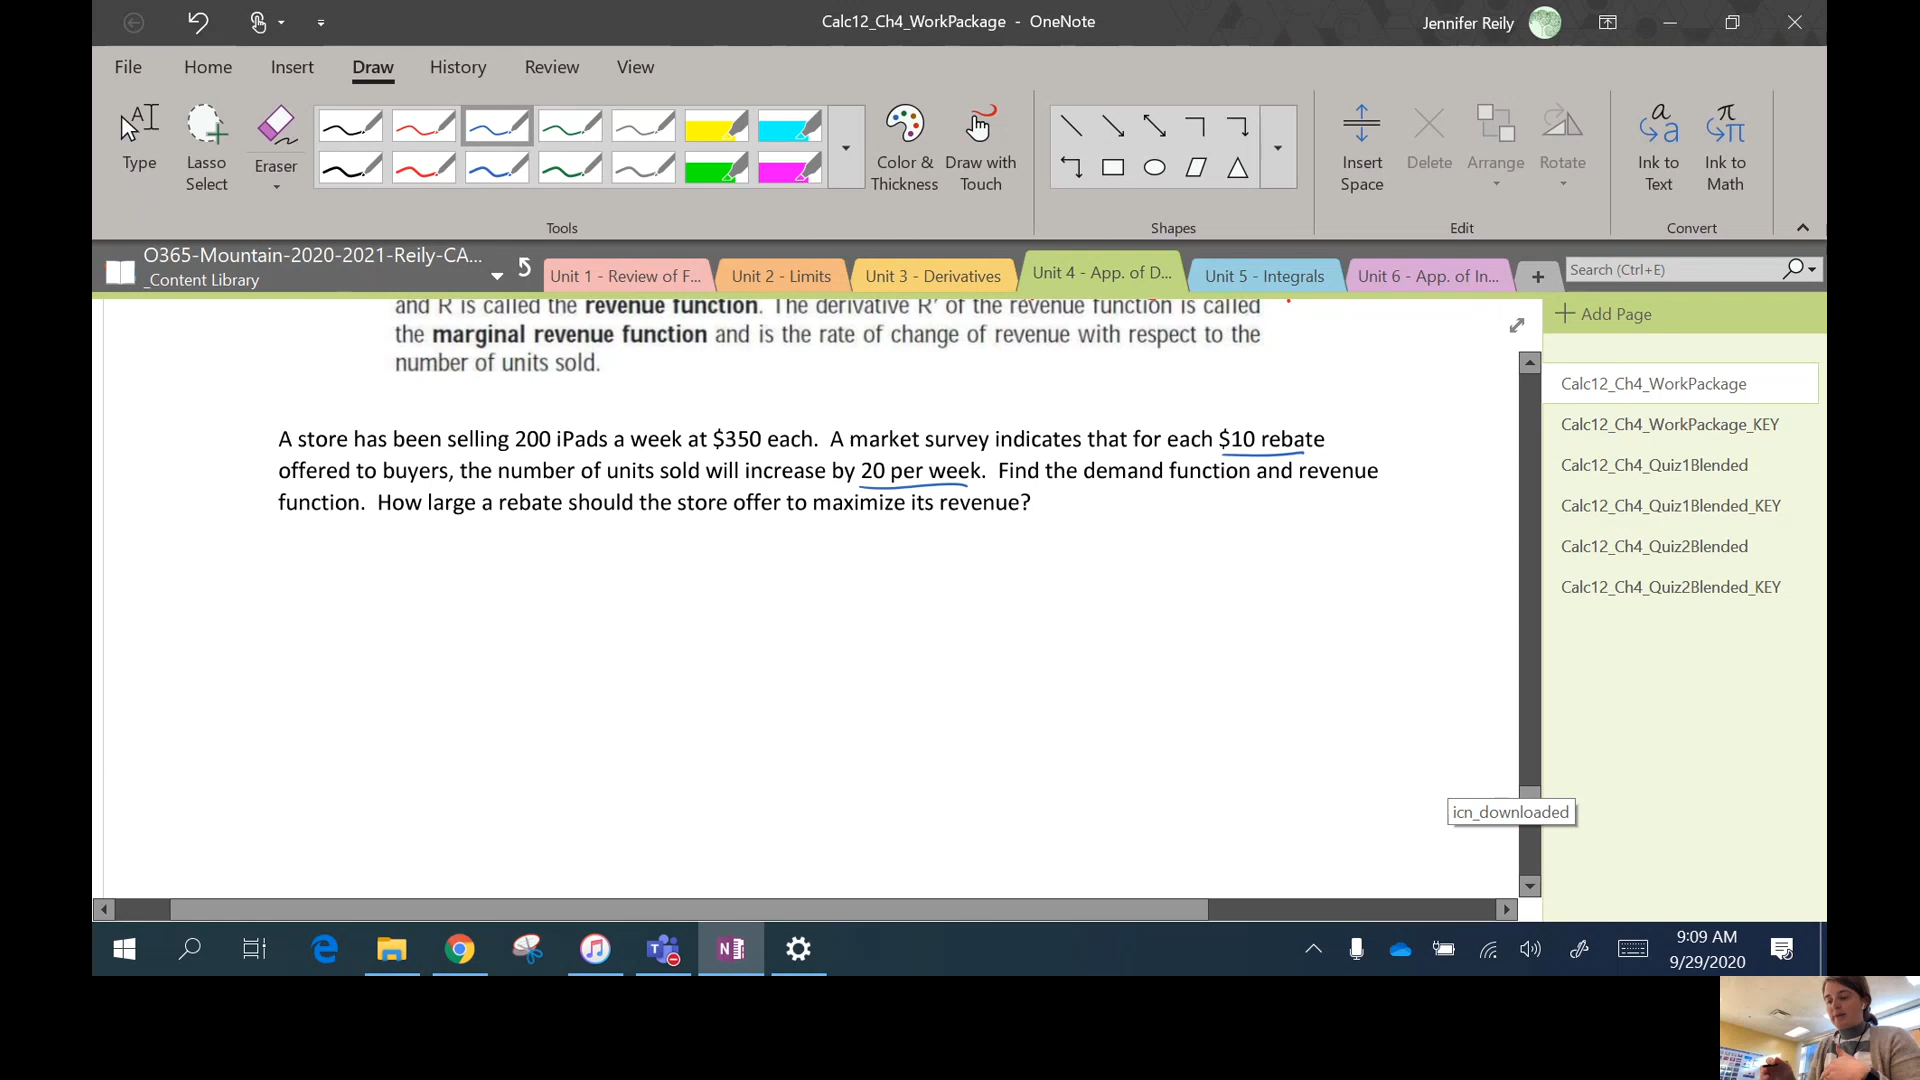 Calc12_Ch4_WorkPackage - OneNote
Jennifer Reily
File Home Insert Draw History Review View
Type
Lasso Select
Eraser
Color & Thickness
Draw with Touch
Insert Space
Delete
Arrange
Rotate
Ink to Text
Ink to Math
Tools
Shapes
Edit
Convert
O365-Mountain-2020-2021-Reily-CA...
_Content Library
Unit 1 - Review of F...
Unit 2 - Limits
Unit 3 - Derivatives
Unit 4 - App. of D...
Unit 5 - Integrals
Unit 6 - App. of In...
Search (Ctrl+E)
and R is called the revenue function. The derivative R' of the revenue function is called
the marginal revenue function and is the rate of change of revenue with respect to the
number of units sold.
A store has been selling 200 iPads a week at $350 each. A market survey indicates that for each $10 rebate
offered to buyers, the number of units sold will increase by 20 per week. Find the demand function and revenue
function. How large a rebate should the store offer to maximize its revenue?
Add Page
Calc12_Ch4_WorkPackage
Calc12_Ch4_WorkPackage_KEY
Calc12_Ch4_Quiz1Blended
Calc12_Ch4_Quiz1Blended_KEY
Calc12_Ch4_Quiz2Blended
Calc12_Ch4_Quiz2Blended_KEY
icn_downloaded
9:09 AM
9/29/2020